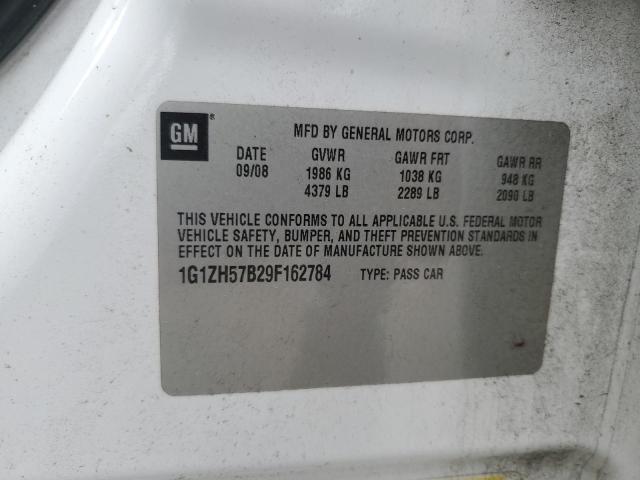 GM®
MFD BY GENERAL MOTORS CORP.
DATE GVWR GAWR FRT GAWR RR
09/08 1986 KG 1038 KG 948 KG
4379 LB 2289 LB 2090 LB
THIS VEHICLE CONFORMS TO ALL APPLICABLE U.S. FEDERAL MOTOR
VEHICLE SAFETY, BUMPER, AND THEFT PREVENTION STANDARDS IN
EFFECT ON THE DATE OF MANUFACTURE SHOWN ABOVE.
1G1ZH57B29F162784 TYPE: PASS CAR